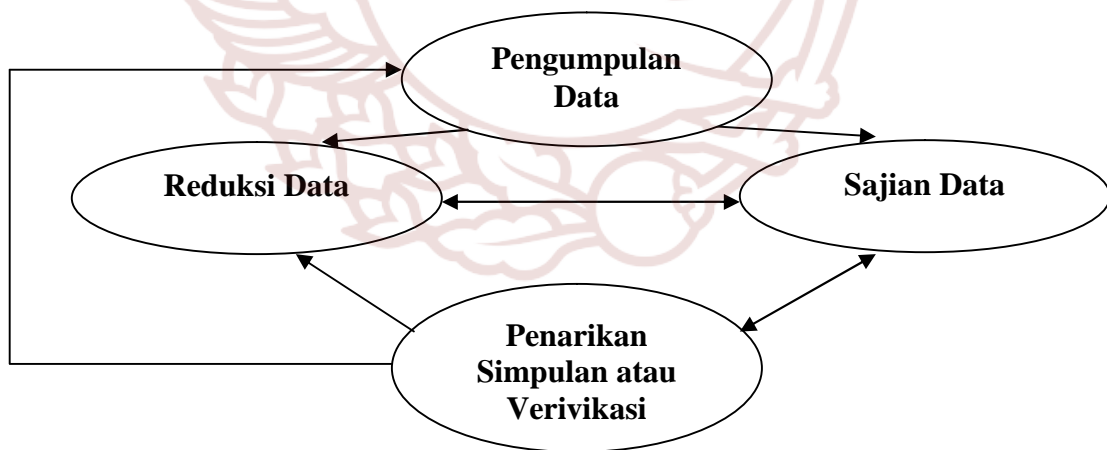 Pengumpulan
Data
Reduksi Data
Sajian Data
Penarikan
Simpulan atau
Verivikasi